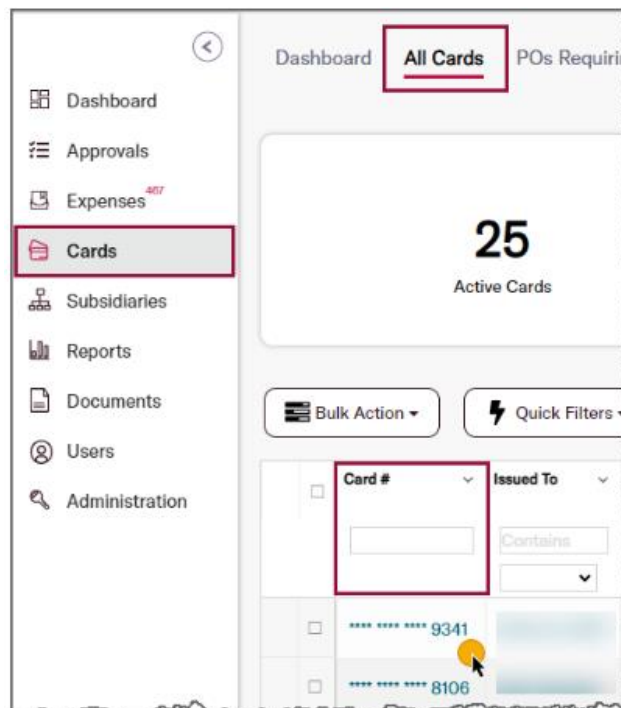 Dashboard
Approvals
Expenses 467
Cards
Subsidiaries
Reports
Documents
Users
Administration
Dashboard All Cards POs
25
Active Cards
Bulk Action Quick Filters
Card # Issued To
Contains
**** **** **** 9341
**** **** **** 8106